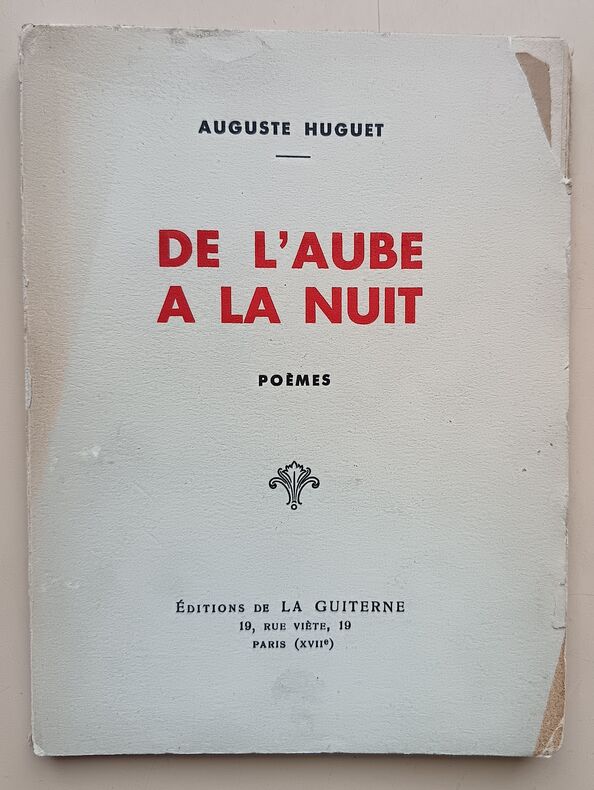 AUGUSTE HUGUET
DE L'AUBE
A LA NUIT
POÈMES
ÉDITIONS DE LA GUITERNE
19, RUE VIÈTE, 19
PARIS (XVIIe)